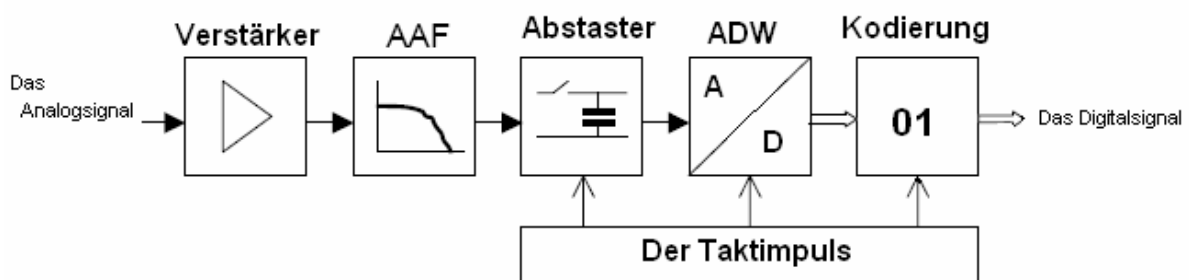 Verstärker
AAF
Abstaster
ADW
Kodierung
Das
Analogsignal
A
D
01
Das Digitalsignal
Der Taktimpuls